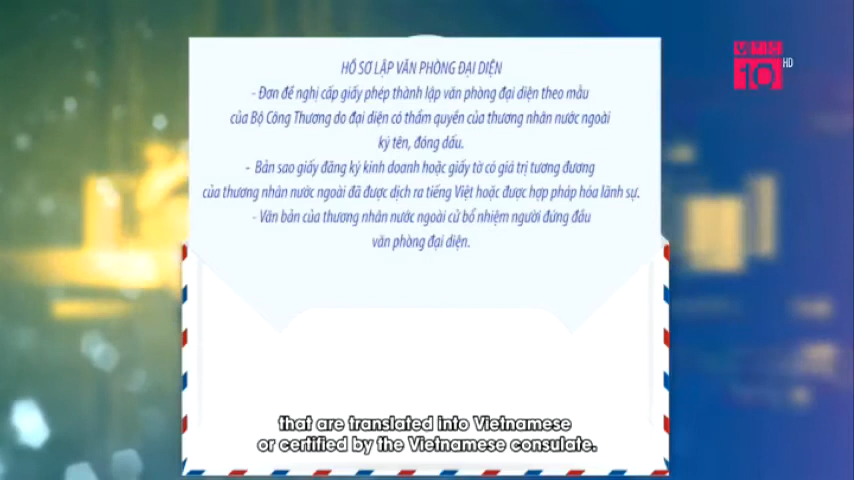 VTC
10 HD
HỒ SƠ LẬP VĂN PHÒNG ĐẠI DIỆN
- Đơn đề nghị cấp giấy phép thành lập văn phòng đại diện theo mẫu
của Bộ Công Thương do đại diện có thẩm quyền của thương nhân nước ngoài
ký tên, đóng dấu.
- Bản sao giấy đăng ký kinh doanh hoặc giấy tờ có giá trị tương đương
của thương nhân nước ngoài đã được dịch ra tiếng Việt hoặc được hợp pháp hóa lãnh sự.
- Văn bản của thương nhân nước ngoài cử bổ nhiệm người đứng đầu
văn phòng đại diện.
that are translated into Vietnamese
or certified by the Vietnamese consulate.